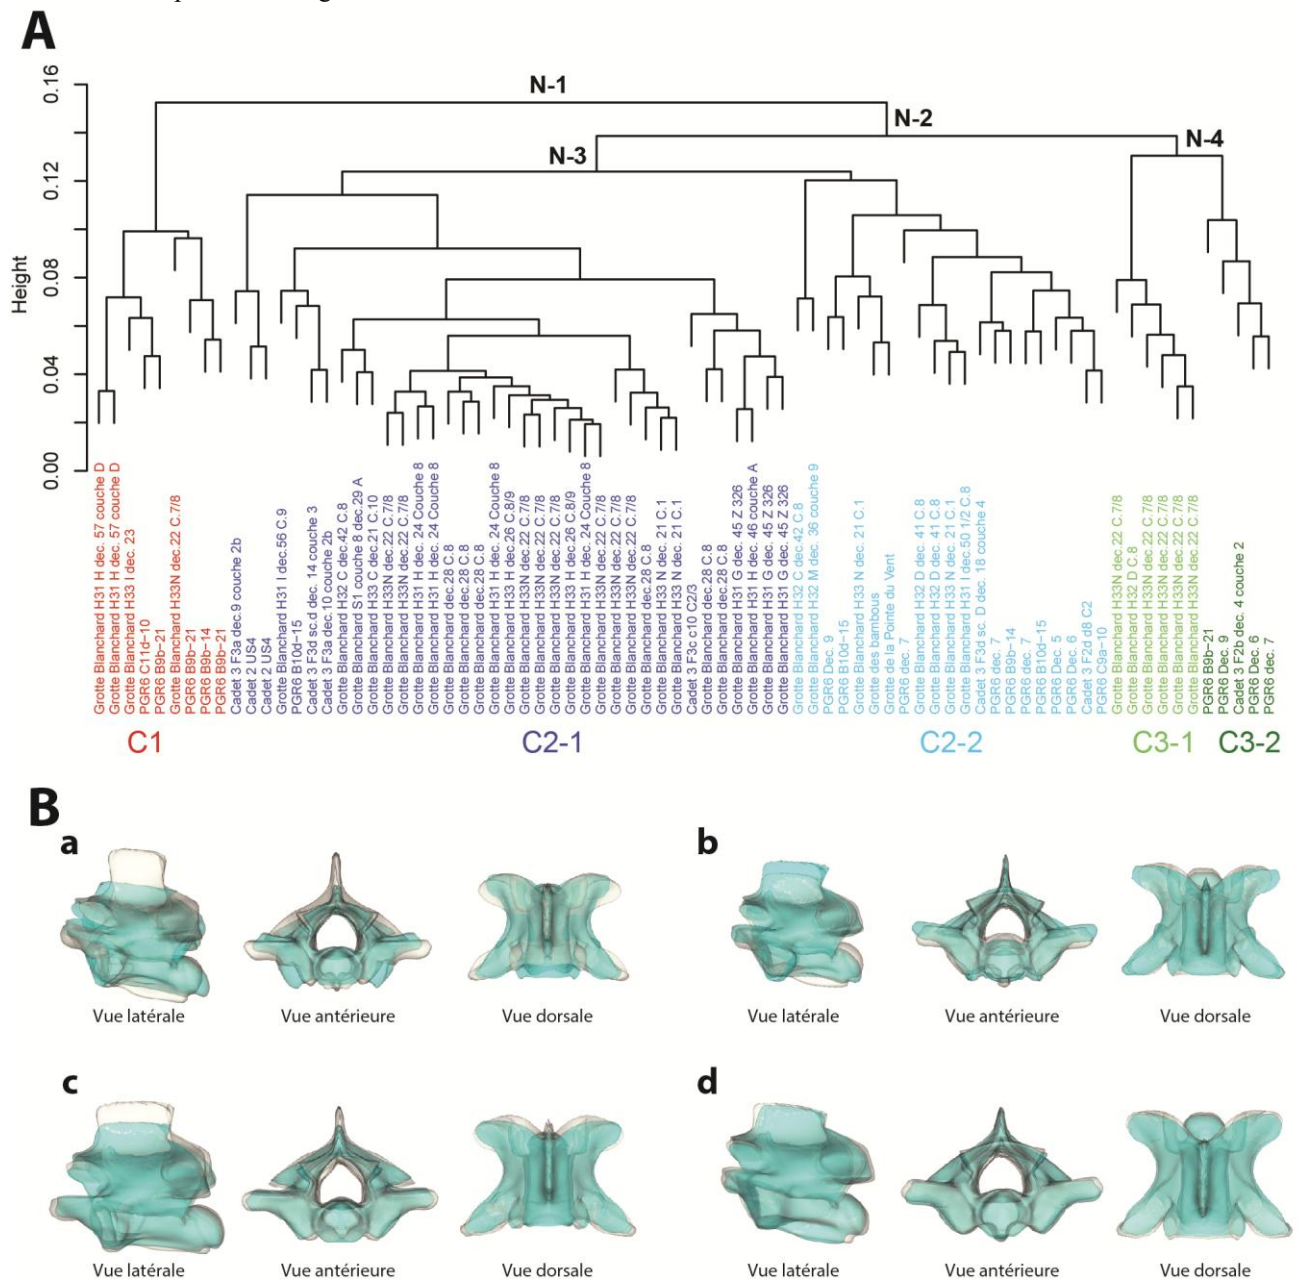 A
N-1
N-2
N-3
N-4
Height
0.16
0.12
0.08
0.04
0.00
Grotte Blanchard H31 H dec. 57 couche D
Grotte Blanchard H31 H dec. 57 couche D
Grotte Blanchard H33 I dec. 23
PGR6 C11d-10
PGR6 B9b-21
Grotte Blanchard H33N dec.22 C.7/8
PGR6 B9b-21
PGR6 B9b-14
PGR6 B9b-21
Cadet 3 F3a dec.9 couche 2b
Cadet 2 US4
Cadet 2 US4
Grotte Blanchard H31 I dec.56 C.9
PGR6 B10d-15
Cadet 3 F3d sc.d dec. 14 couche 3
Cadet 3 F3a dec.10 couche 2b
Grotte Blanchard H32 C dec.42 C.8
Grotte Blanchard S1 couche 8 dec.29 A
Grotte Blanchard H33 C dec.21 C.10
Grotte Blanchard H33N dec.22 C.7/8
Grotte Blanchard H33N dec.22 C.7/8
Grotte Blanchard H31 H dec. 24 Couche 8
Grotte Blanchard H31 H dec. 24 Couche 8
Grotte Blanchard dec.28 C.8
Grotte Blanchard dec.28 C.8
Grotte Blanchard dec.28 C.8
Grotte Blanchard H31 H dec. 24 Couche 8
Grotte Blanchard H33 H dec.26 C.8/9
Grotte Blanchard H33N dec.22 C.7/8
Grotte Blanchard H33N dec.22 C.7/8
Grotte Blanchard H33N dec.22 C.7/8
Grotte Blanchard H33 H dec.26 C.8/9
Grotte Blanchard H31 H dec. 24 Couche 8
Grotte Blanchard H33N dec.22 C.7/8
Grotte Blanchard H33N dec.22 C.7/8
Grotte Blanchard H33N dec.22 C.7/8
Grotte Blanchard dec.28 C.8
Grotte Blanchard H33 N dec. 21 C.1
Grotte Blanchard H33 N dec. 21 C.1
Cadet 3 F3c c10 C2/3
Grotte Blanchard dec.28 C.8
Grotte Blanchard dec.28 C.8
Grotte Blanchard H31 G dec. 45 Z 326
Grotte Blanchard H31 H dec. 46 couche A
Grotte Blanchard H31 G dec. 45 Z 326
Grotte Blanchard H31 G dec. 45 Z 326
Grotte Blanchard H32 C dec.42 C.8
Grotte Blanchard H32 M dec. 36 couche 9
PGR6 Dec. 9
PGR6 B10d-15
Grotte Blanchard H33 N dec. 21 C.1
Grotte des bambous
Grotte de la Pointe du Vent
PGR6 dec. 7
Grotte Blanchard H32 D dec. 41 C.8
Grotte Blanchard H32 D dec. 41 C.8
Grotte Blanchard H33 N dec. 21 C.1
Grotte Blanchard H31 I dec.50 1/2 C.8
Cadet 3 F3d sc. D dec. 18 couche 4
PGR6 dec. 7
PGR6 B9b-14
PGR6 dec. 7
PGR6 B10d-15
PGR6 Dec. 5
PGR6 Dec. 6
Cadet 3 F2d d8 C2
PGR6 C9a-10
Grotte Blanchard H33N dec.22 C.7/8
Grotte Blanchard H32 D C.8
Grotte Blanchard H33N dec.22 C.7/8
Grotte Blanchard H33N dec.22 C.7/8
Grotte Blanchard H33N dec.22 C.7/8
Grotte Blanchard H33N dec.22 C.7/8
PGR6 B9b-21
PGR6 Dec. 9
Cadet 3 F2b dec. 4 couche 2
PGR6 Dec. 6
PGR6 dec. 7
C1
C2-1
C2-2
C3-1
C3-2
B
a
Vue latérale
Vue antérieure
Vue dorsale
b
Vue latérale
Vue antérieure
Vue dorsale
c
Vue latérale
Vue antérieure
Vue dorsale
d
Vue latérale
Vue antérieure
Vue dorsale